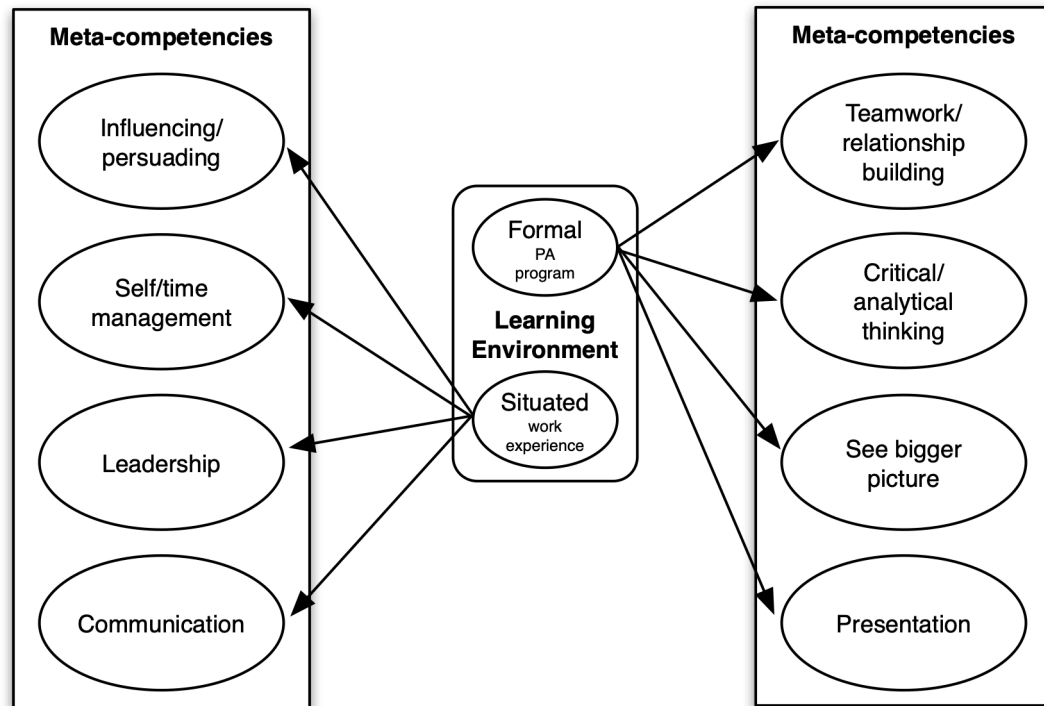 Meta-competencies
Influencing/
persuading
Self/time
management
Leadership
Communication
Formal
PA
program
Learning
Environment
Situated
work
experience
Meta-competencies
Teamwork/
relationship
building
Critical/
analytical
thinking
See bigger
picture
Presentation